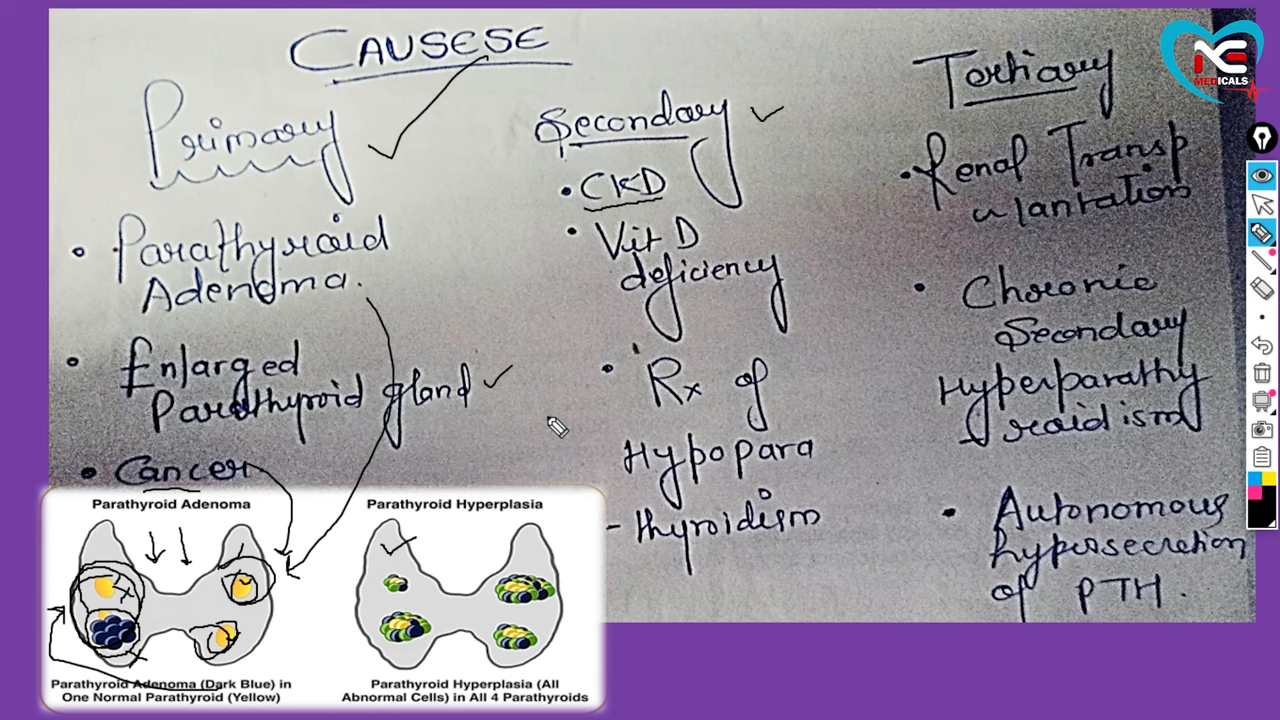 CAUSESE
Primary
• Parathyroid
Adenoma.
• Enlarged
Parathyroid gland
• Cancer
Secondary
• CKD
• Vit D
deficiency
• Rx of
Hypopara
- thyroidism
Tertiary
• Renal Transp
lantation
• Chronic
Secondary
Hyperparathy
roidism
• Autonomous
hypersecretion
of PTH.
Parathyroid Adenoma
Parathyroid Adenoma (Dark Blue) in
One Normal Parathyroid (Yellow)
Parathyroid Hyperplasia
Parathyroid Hyperplasia (All
Abnormal Cells) in All 4 Parathyroids
MEDICALS